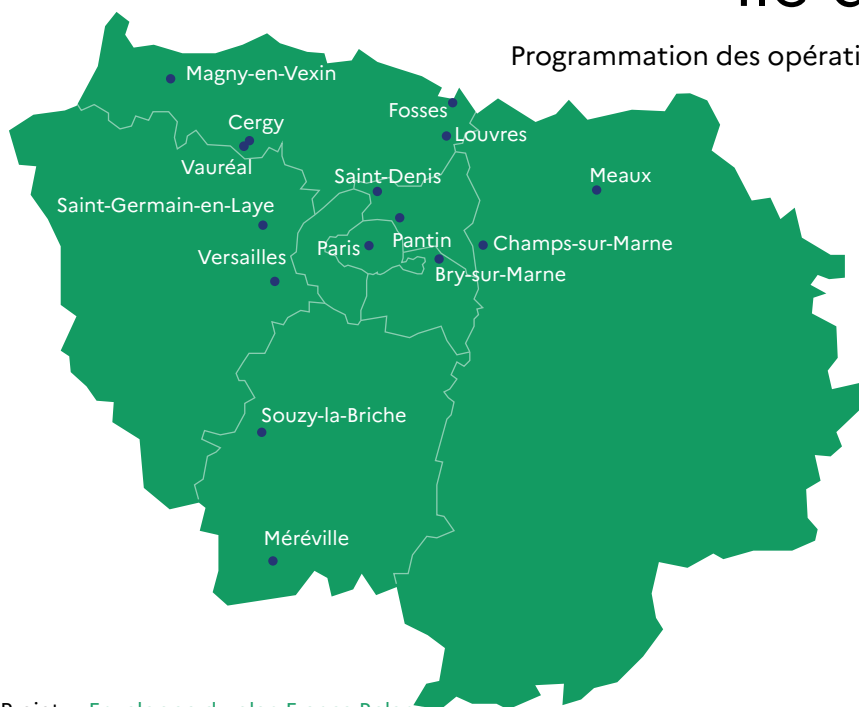 Programmation des opérati
Magny-en-Vexin
Fosses
Cergy
Louvres
Vauréal
Saint-Denis
Meaux
Saint-Germain-en-Laye
Paris
Pantin
Champs-sur-Marne
Versailles
Bry-sur-Marne
Souzy-la-Briche
Méréville